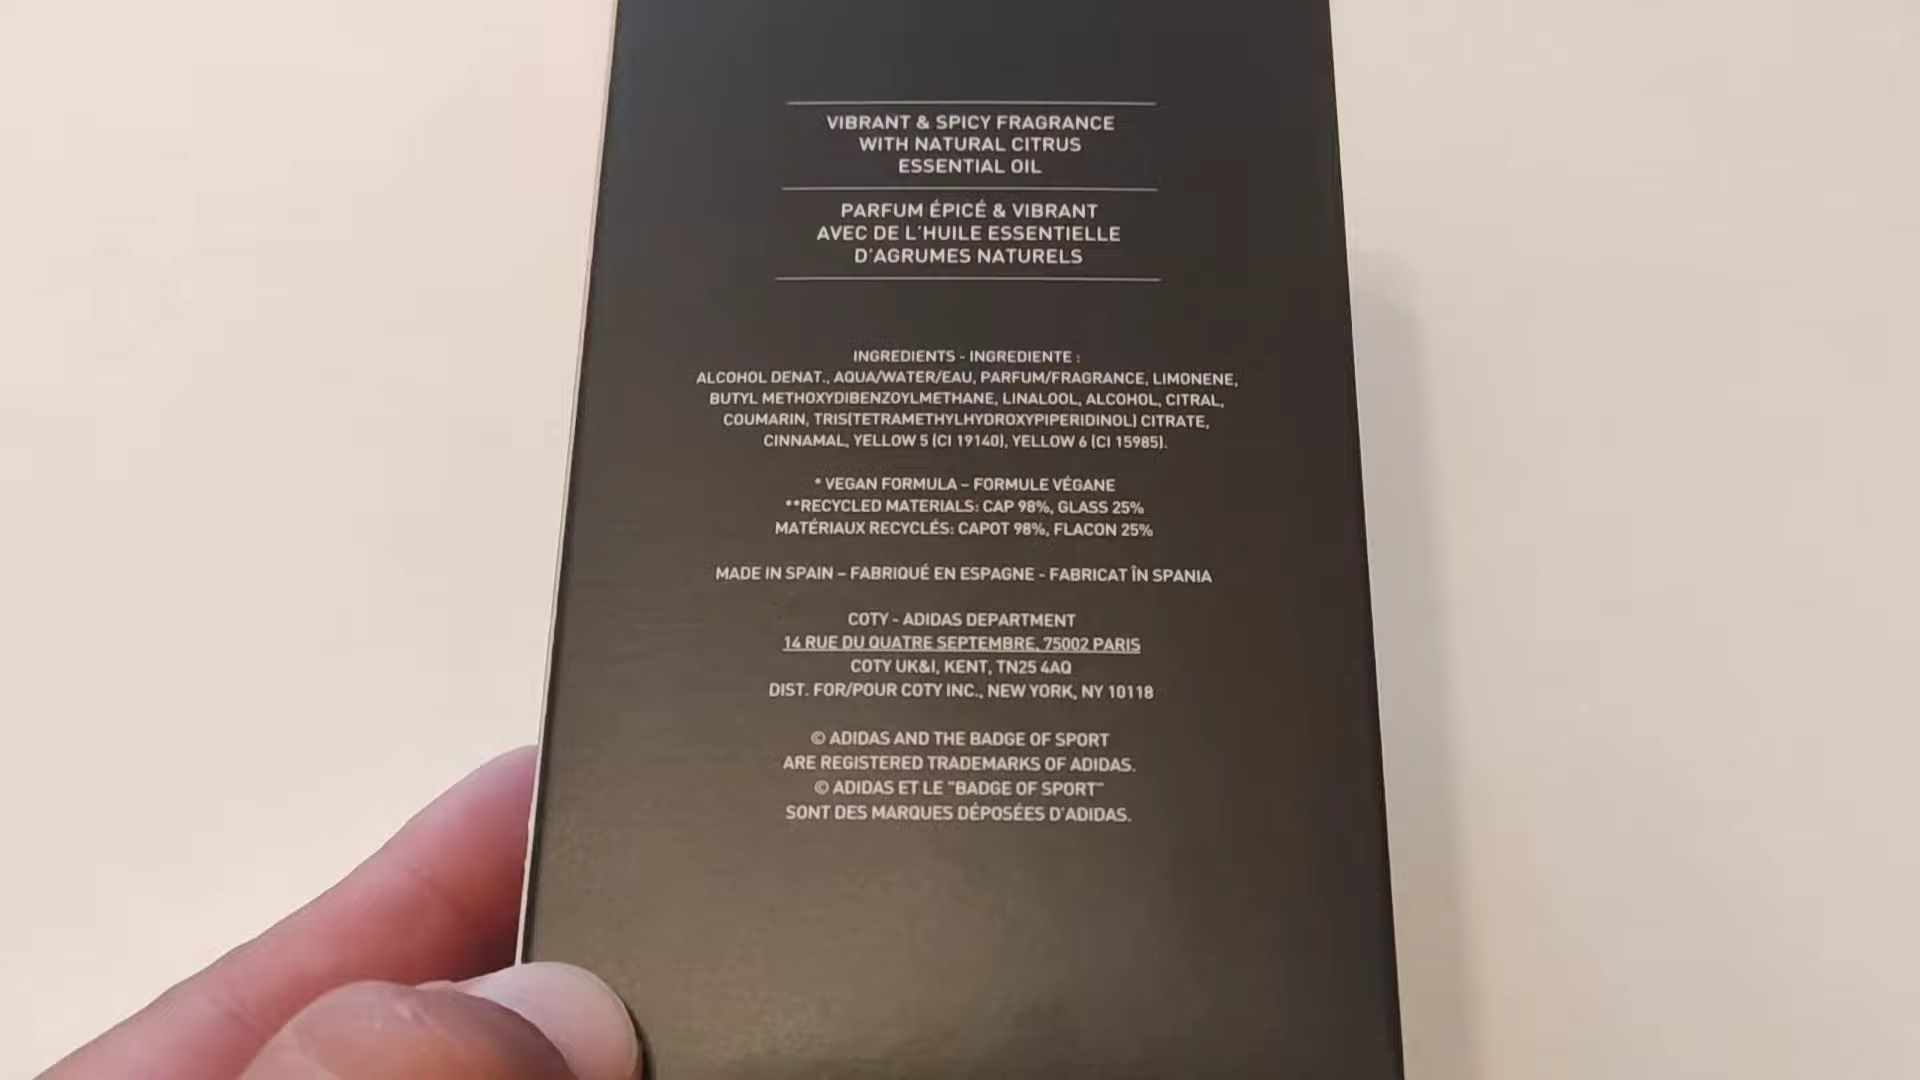 VIBRANT & SPICY FRAGRANCE
WITH NATURAL CITRUS
ESSENTIAL OIL
PARFUM ÉPICÉ & VIBRANT
AVEC DE L'HUILE ESSENTIELLE
D'AGRUMES NATURELS
INGREDIENTS - INGREDIENTE :
ALCOHOL DENAT., AQUA/WATER/EAU, PARFUM/FRAGRANCE, LIMONENE,
BUTYL METHOXYDIBENZOYLMETHANE, LINALOOL, ALCOHOL, CITRAL,
COUMARIN, TRIS(TETRAMETHYLHYDROXYPIPERIDINOL) CITRATE,
CINNAMAL, YELLOW 5 (CI 19140), YELLOW 6 (CI 15985).
* VEGAN FORMULA – FORMULE VÉGANE
**RECYCLED MATERIALS: CAP 98%, GLASS 25%
MATÉRIAUX RECYCLÉS: CAPOT 98%, FLACON 25%
MADE IN SPAIN – FABRIQUÉ EN ESPAGNE - FABRICAT ÎN SPANIA
COTY - ADIDAS DEPARTMENT
14 RUE DU QUATRE SEPTEMBRE, 75002 PARIS
COTY UK&I, KENT, TN25 4AQ
DIST. FOR/POUR COTY INC., NEW YORK, NY 10118
© ADIDAS AND THE BADGE OF SPORT
ARE REGISTERED TRADEMARKS OF ADIDAS.
© ADIDAS ET LE "BADGE OF SPORT"
SONT DES MARQUES DÉPOSÉES D'ADIDAS.